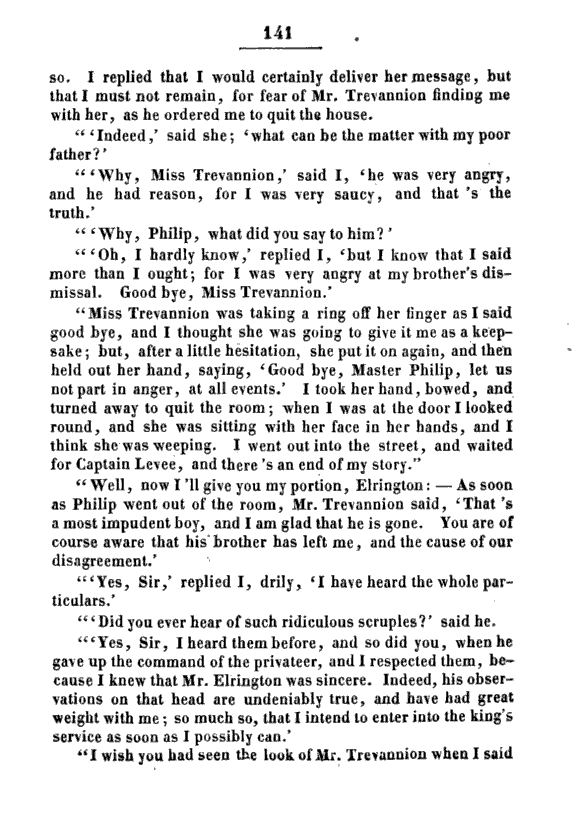 141
so. I replied that I would certainly deliver her message, but
that I must not remain, for fear of Mr. Trevannion finding me
with her, as he ordered me to quit the house.
“ ‘Indeed,’ said she; ‘what can be the matter with my poor
father?’
“ ‘Why, Miss Trevannion,’ said I, ‘he was very angry,
and he had reason, for I was very saucy, and that 's the
truth.’
“ ‘Why, Philip, what did you say to him?’
“ ‘Oh, I hardly know,’ replied I, ‘but I know that I said
more than I ought; for I was very angry at my brother's dis-
missal. Good bye, Miss Trevannion.’
“Miss Trevannion was taking a ring off her finger as I said
good bye, and I thought she was going to give it me as a keep-
sake; but, after a little hesitation, she put it on again, and then
held out her hand, saying, ‘Good bye, Master Philip, let us
not part in anger, at all events.’ I took her hand, bowed, and
turned away to quit the room; when I was at the door I looked
round, and she was sitting with her face in her hands, and I
think she was weeping. I went out into the street, and waited
for Captain Levee, and there 's an end of my story.”
“Well, now I 'll give you my portion, Elrington: — As soon
as Philip went out of the room, Mr. Trevannion said, ‘That 's
a most impudent boy, and I am glad that he is gone. You are of
course aware that his brother has left me, and the cause of our
disagreement.’
“ ‘Yes, Sir,’ replied I, drily, ‘I have heard the whole par-
ticulars.’
“ ‘Did you ever hear of such ridiculous scruples?’ said he.
“ ‘Yes, Sir, I heard them before, and so did you, when he
gave up the command of the privateer, and I respected them, be-
cause I knew that Mr. Elrington was sincere. Indeed, his obser-
vations on that head are undeniably true, and have had great
weight with me; so much so, that I intend to enter into the king's
service as soon as I possibly can.’
“I wish you had seen the look of Mr. Trevannion when I said